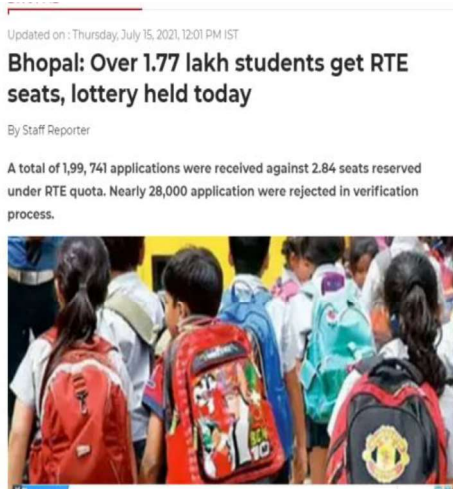 Updated on : Thursday, July 15, 2021, 12:01 PM IST
Bhopal: Over 1.77 lakh students get RTE
seats, lottery held today
By Staff Reporter
A total of 1,99, 741 applications were received against 2.84 seats reserved
under RTE quota. Nearly 28,000 application were rejected in verification
process.